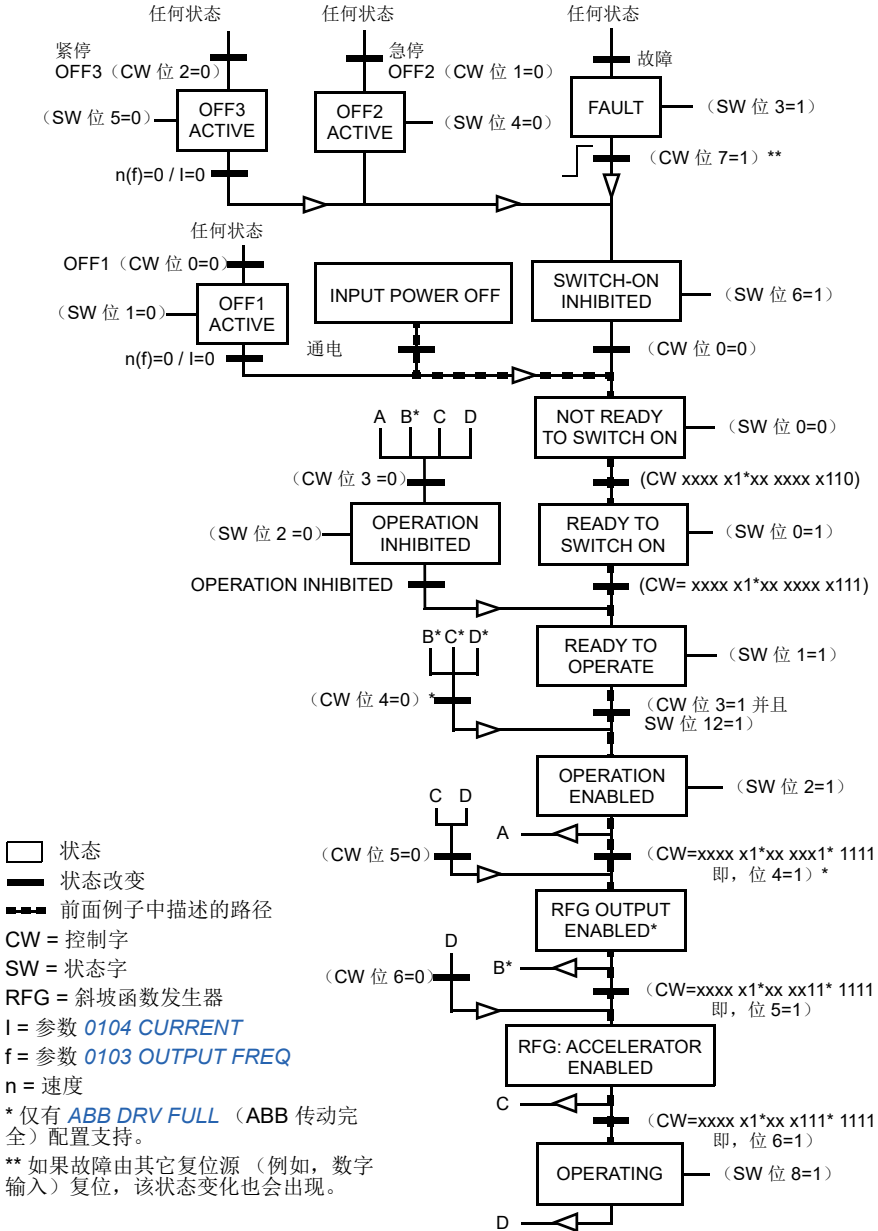 任何状态
任何状态
任何状态
紧停
OFF3（CW 位 2=0）
急停
OFF2（CW 位 1=0）
故障
（SW 位 5=0）
OFF3
ACTIVE
OFF2
ACTIVE
（SW 位 4=0）
FAULT
（SW 位 3=1）
n(f)=0 / I=0
（CW 位 7=1）**
任何状态
OFF1（CW 位 0=0）
（SW 位 1=0）
OFF1
ACTIVE
INPUT POWER OFF
SWITCH-ON
INHIBITED
（SW 位 6=1）
n(f)=0 / I=0
通电
（CW 位 0=0）
A B* C D
NOT READY
TO SWITCH ON
（SW 位 0=0）
（CW 位 3 =0）
(CW xxxx x1*xx xxxx x110)
（SW 位 2 =0）
OPERATION
INHIBITED
READY TO
SWITCH ON
（SW 位 0=1）
OPERATION INHIBITED
(CW= xxxx x1*xx xxxx x111)
B* C* D*
READY TO
OPERATE
（SW 位 1=1）
（CW 位 4=0）*
（CW 位 3=1 并且
SW 位 12=1）
OPERATION
ENABLED
（SW 位 2=1）
C D
A
（CW 位 5=0）
（CW=xxxx x1*xx xxx1* 1111
即，位 4=1）*
RFG OUTPUT
ENABLED*
D
B*
（CW 位 6=0）
（CW=xxxx x1*xx xx11* 1111
即，位 5=1）
RFG: ACCELERATOR
ENABLED
C
（CW=xxxx x1*xx x111* 1111
即，位 6=1）
OPERATING
（SW 位 8=1）
D
状态
状态改变
前面例子中描述的路径
CW = 控制字
SW = 状态字
RFG = 斜坡函数发生器
I = 参数 0104 CURRENT
f = 参数 0103 OUTPUT FREQ
n = 速度
* 仅有 ABB DRV FULL （ABB 传动完
全）配置支持。
** 如果故障由其它复位源 （例如，数字
输入）复位，该状态变化也会出现。